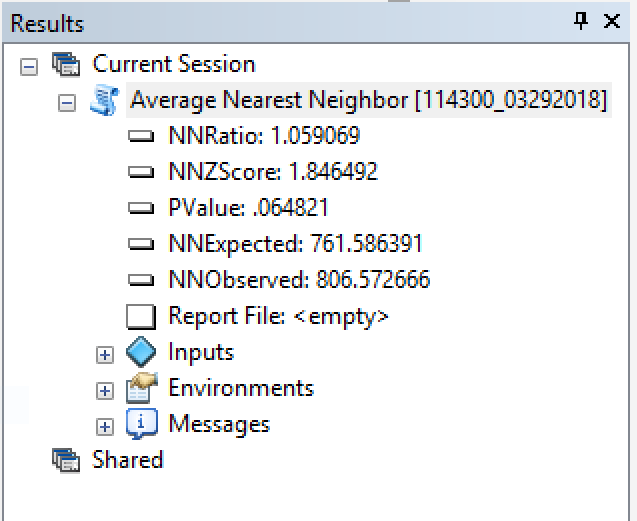 Results
Current Session
Average Nearest Neighbor [114300_03292018]
NNRatio: 1.059069
NNZScore: 1.846492
PValue: .064821
NNExpected: 761.586391
NNObserved: 806.572666
Report File: <empty>
Inputs
Environments
Messages
Shared